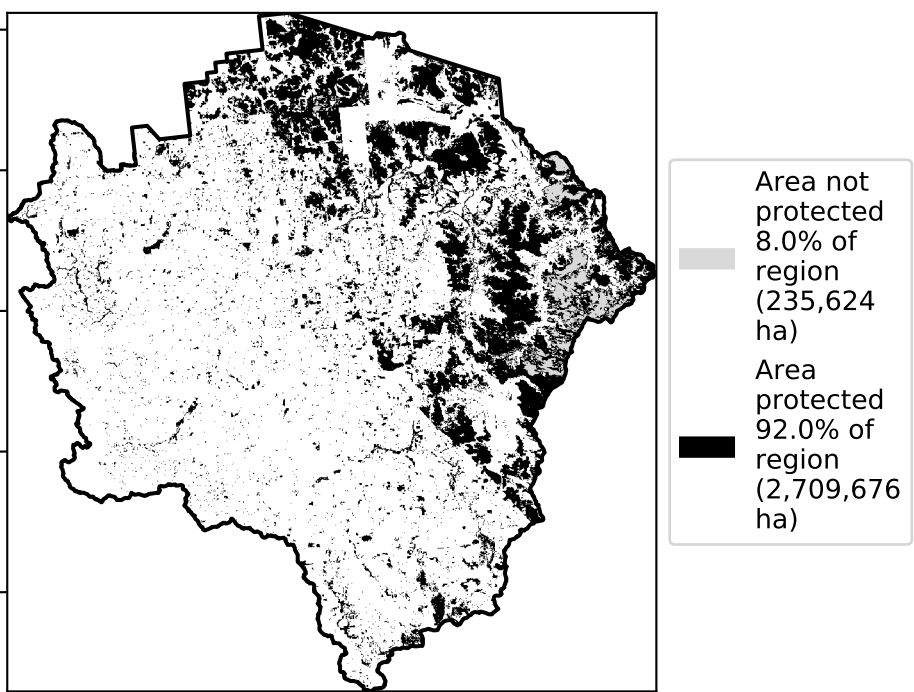 Area not
protected
8.0% of
region
(235,624
ha)
Area
protected
92.0% of
region
(2,709,676
ha)